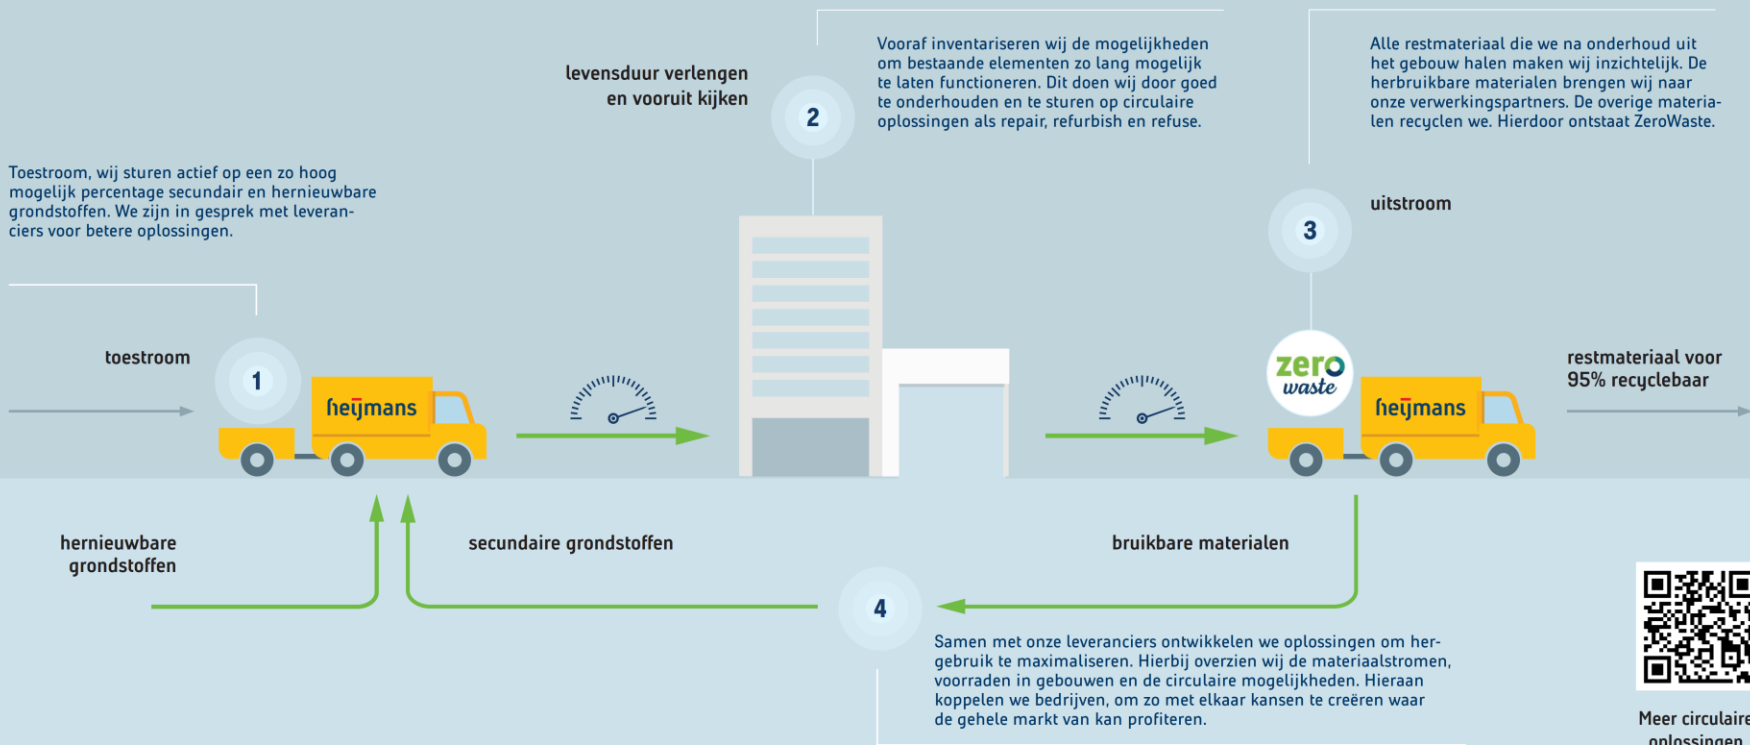 Toestroom, wij sturen actief op een zo hoog
mogelijk percentage secundair en hernieuwbare
grondstoffen. We zijn in gesprek met leveran-
ciers voor betere oplossingen.
toestroom
1
heijmans
levensduur verlengen
en vooruit kijken
2
Vooraf inventariseren wij de mogelijkheden
om bestaande elementen zo lang mogelijk
te laten functioneren. Dit doen wij door goed
te onderhouden en te sturen op circulaire
oplossingen als repair, refurbish en refuse.
Alle restmateriaal die we na onderhoud uit
het gebouw halen maken wij inzichtelijk. De
herbruikbare materialen brengen wij naar
onze verwerkingspartners. De overige materia-
len recyclen we. Hierdoor ontstaat ZeroWaste.
uitstroom
3
zero
waste
heijmans
restmateriaal voor
95% recyclebaar
hernieuwbare
grondstoffen
secundaire grondstoffen
bruikbare materialen
4
Samen met onze leveranciers ontwikkelen we oplossingen om her-
gebruik te maximaliseren. Hierbij overzien wij de materiaalstromen,
voorraden in gebouwen en de circulaire mogelijkheden. Hieraan
koppelen we bedrijven, om zo met elkaar kansen te creëren waar
de gehele markt van kan profiteren.
Meer circulaire
oplossingen